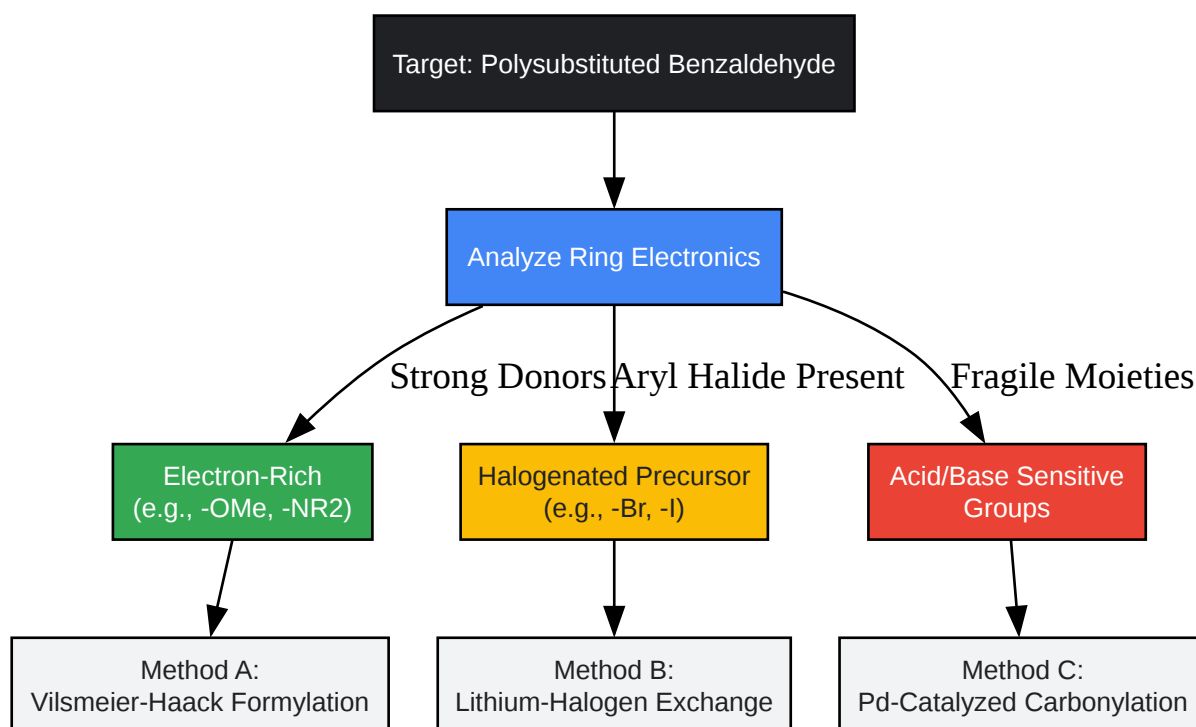 Target: Polysubstituted Benzaldehyde
Analyze Ring Electronics
Strong Donors
Aryl Halide Present
Fragile Moieties
Electron-Rich
(e.g., -OMe, -NR2)
Halogenated Precursor
(e.g., -Br, -I)
Acid/Base Sensitive
Groups
Method A:
Vilsmeier-Haack Formylation
Method B:
Lithium-Halogen Exchange
Method C:
Pd-Catalyzed Carbonylation